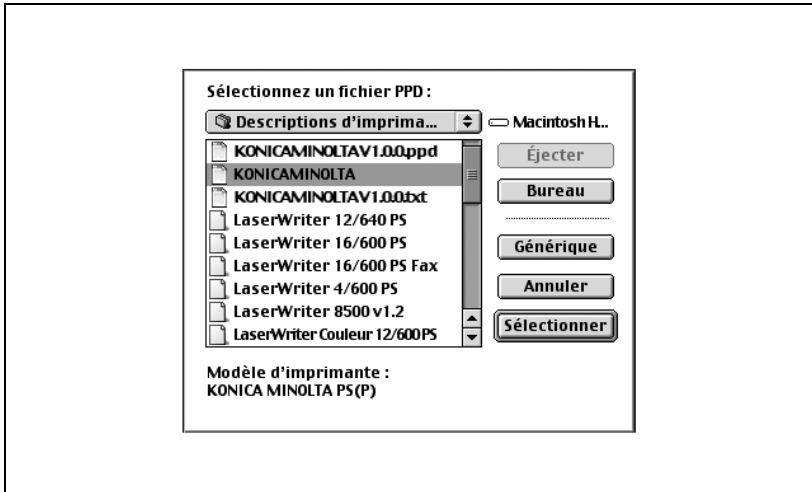 Sélectionnez un fichier PPD :
Descriptions d'imprima...
Macintosh H...
KONICAMINOLTAV1.0.0.ppd
KONICAMINOLTA
KONICAMINOLTAV1.0.0.txt
LaserWriter 12/640 PS
LaserWriter 16/600 PS
LaserWriter 16/600 PS Fax
LaserWriter 4/600 PS
LaserWriter 8500 v1.2
LaserWriter Couleur 12/600 PS
Éjecter
Bureau
Générique
Annuler
Sélectionner
Modèle d'imprimante :
KONICA MINOLTA PS(P)